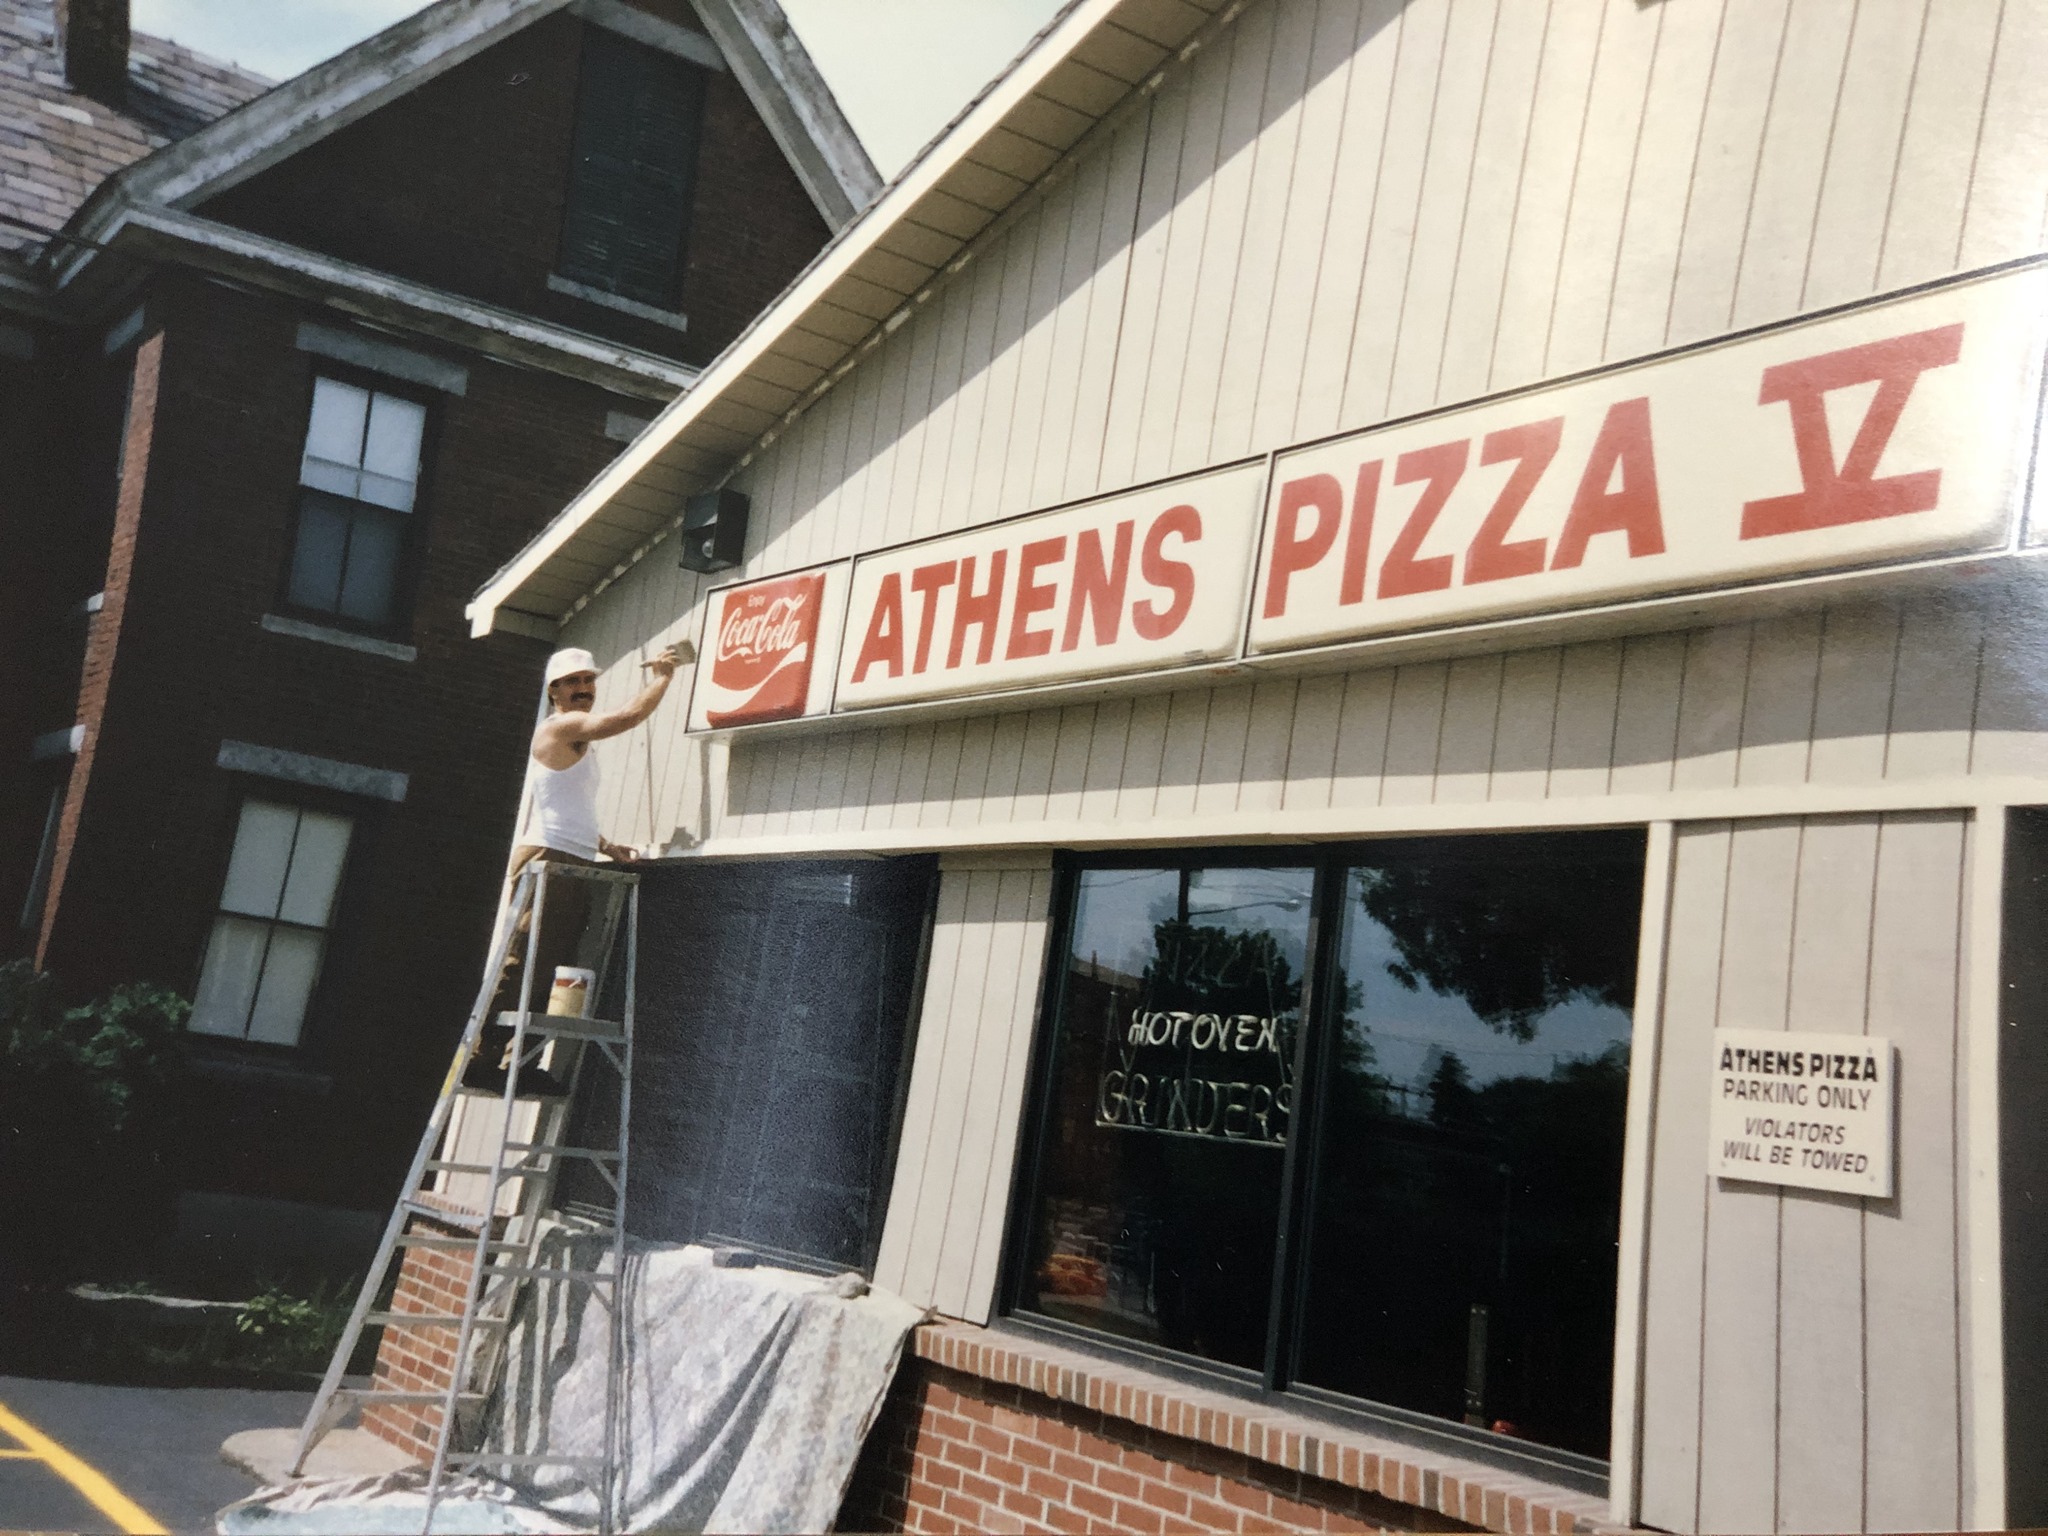 Enjoy
Coca-Cola
ATHENS PIZZA V
PIZZA
HOT OVEN
GRINDERS
ATHENS PIZZA
PARKING ONLY
VIOLATORS
WILL BE TOWED